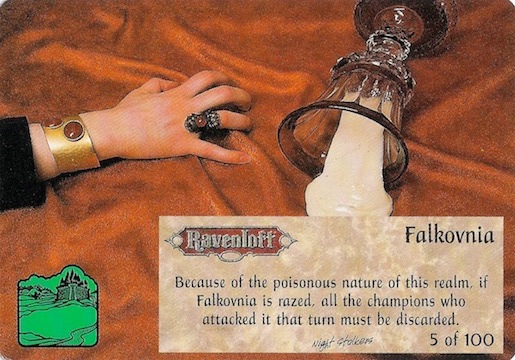 Ravenloft
Falkovnia
Because of the poisonous nature of this realm, if
Falkovnia is razed, all the champions who
attacked it that turn must be discarded.
Night Stalkers
5 of 100